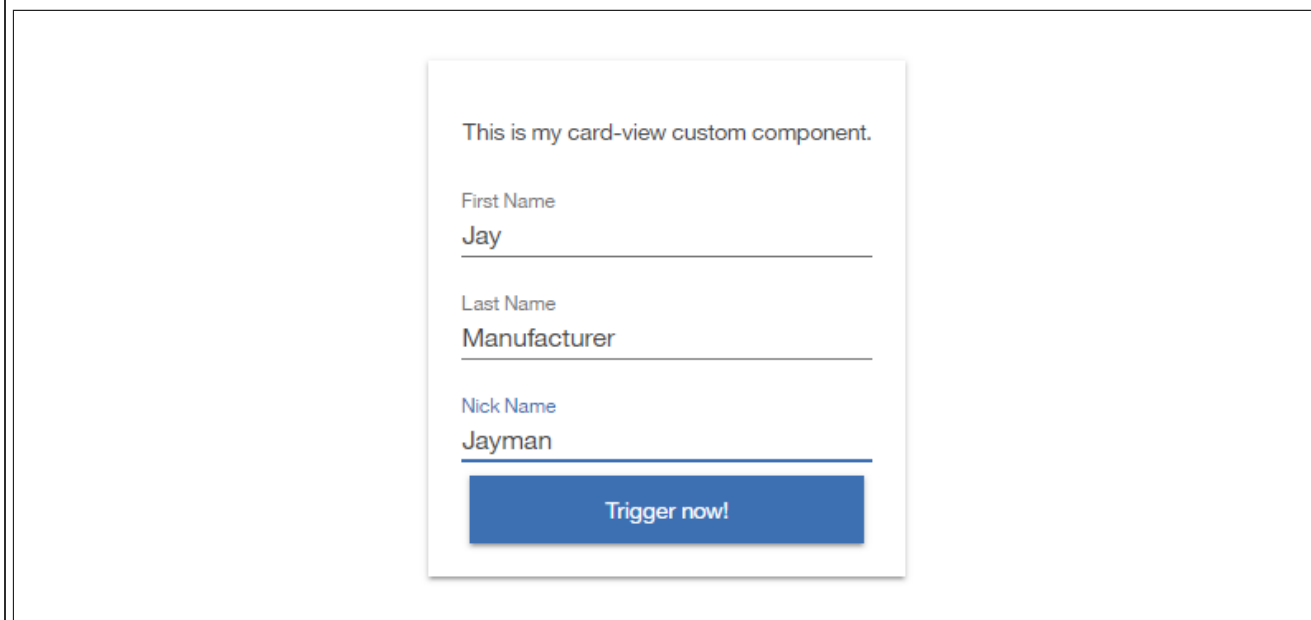 This is my card-view custom component.
First Name
Jay
Last Name
Manufacturer
Nick Name
Jayman
Trigger now!